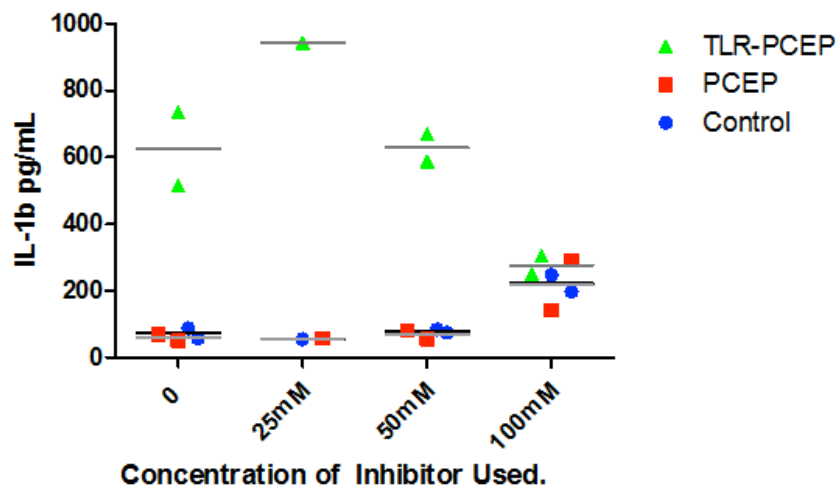 1000
800
600
400
200
0
IL-1b pg/mL
0
25mM
50mM
100mM
Concentration of Inhibitor Used.
TLR-PCEP
PCEP
Control